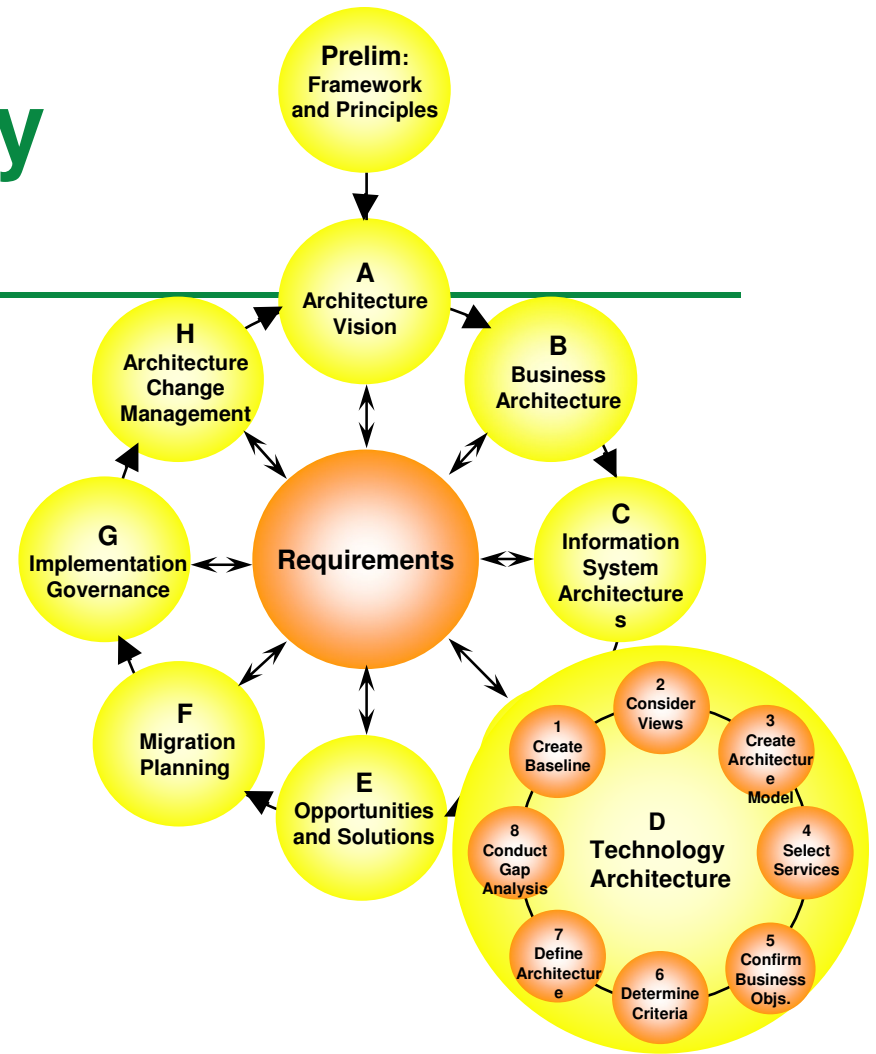 y
Prelim:
Framework
and Principles
A
Architecture
Vision
H
Architecture
Change
Management
B
Business
Architecture
G
Implementation
Governance
Requirements
C
Information
System
Architecture
s
F
Migration
Planning
E
Opportunities
and Solutions
D
Technology
Architecture
1
Create
Baseline
2
Consider
Views
3
Create
Architectur
e
Model
4
Select
Services
5
Confirm
Business
Objs.
6
Determine
Criteria
7
Define
Architectur
e
8
Conduct
Gap
Analysis